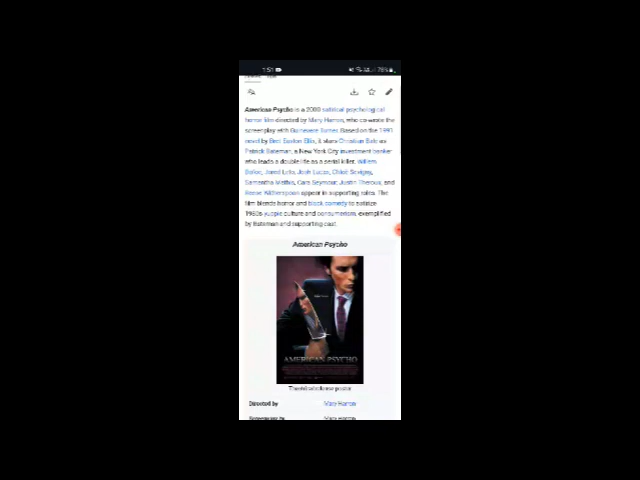 1:51
75%
American Psycho is a 2000 satirical psychological
horror film directed by Mary Harron, who co-wrote the
screenplay with Guinevere Turner. Based on the 1991
novel by Bret Easton Ellis, it stars Christian Bale as
Patrick Bateman, a New York City investment banker
who leads a double life as a serial killer. Willem
Dafoe, Jared Leto, Josh Lucas, Chloë Sevigny,
Samantha Mathis, Cara Seymour, Justin Theroux, and
Reese Witherspoon appear in supporting roles. The
film blends horror and black comedy to satirize
1980s yuppie culture and consumerism, exemplified
by Bateman and supporting cast.
American Psycho
AMERICAN PSYCHO
Theatrical release poster
Directed by Mary Harron
Screenplay by Mary Harron